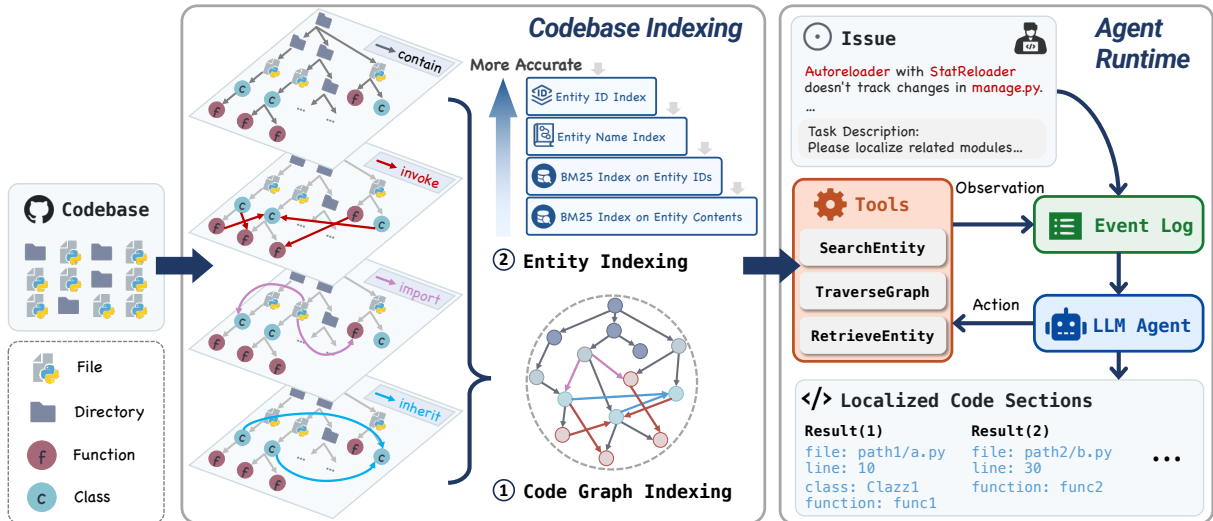 Codebase
File
Directory
Function
Class
Codebase Indexing
contain
invoke
import
inherit
More Accurate
Entity ID Index
Entity Name Index
BM25 Index on Entity IDs
BM25 Index on Entity Contents
② Entity Indexing
① Code Graph Indexing
Agent
Runtime
Issue
Autoreloader with StatReloader
doesn't track changes in manage.py.
...
Task Description:
Please localize related modules...
Tools
SearchEntity
TraverseGraph
RetrieveEntity
Observation
Action
Event Log
LLM Agent
</> Localized Code Sections
Result(1)
file: path1/a.py
line: 10
class: Clazz1
function: func1
Result(2)
file: path2/b.py
line: 30
function: func2
...